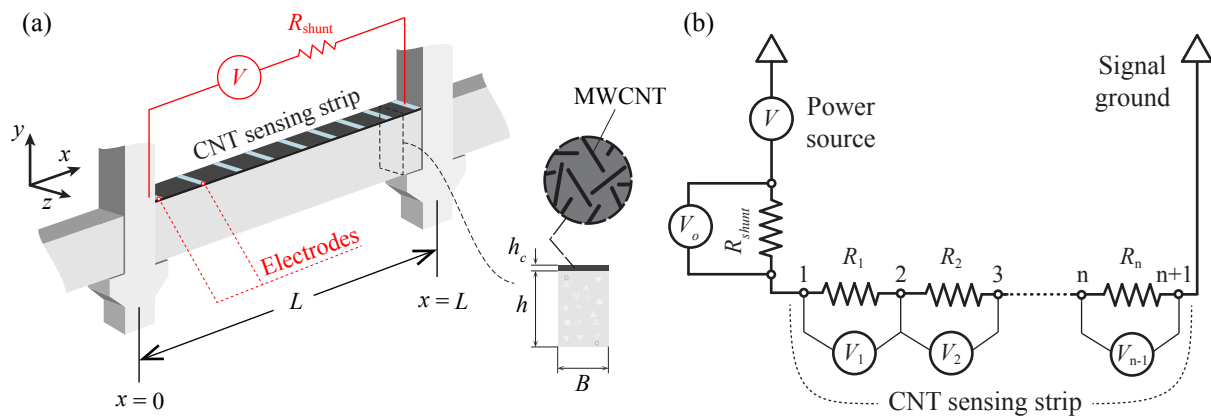 (a)
R_shunt
V
CNT sensing strip
y
x
z
Electrodes
L
x = 0
x = L
MWCNT
h_c
h
B
(b)
V
Power
source
Signal
ground
V_o
R_shunt
1
R_1
2
R_2
3
n
R_n
n+1
V_1
V_2
V_n-1
CNT sensing strip